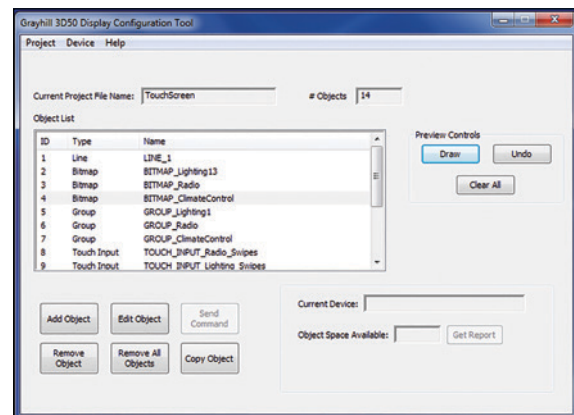 Grayhill 3D50 Display Configuration Tool
Project Device Help
Current Project File Name: TouchScreen # Objects 14
Object List
ID Type Name
1 Line LINE_1
2 Bitmap BITMAP_Lighting13
3 Bitmap BITMAP_Radio
4 Bitmap BITMAP_ClimateControl
5 Group GROUP_Lighting1
6 Group GROUP_Radio
7 Group GROUP_ClimateControl
8 Touch Input TOUCH_INPUT_Radio_Swipes
9 Touch Input TOUCH_INPUT_Lighting_Swipes
Preview Controls
Draw Undo
Clear All
Add Object Edit Object Send Command
Remove Object Remove All Objects Copy Object
Current Device:
Object Space Available: Get Report